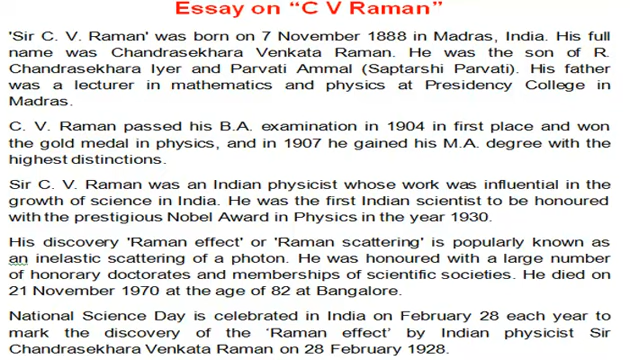 Essay on “C V Raman”
'Sir C. V. Raman' was born on 7 November 1888 in Madras, India. His full
name was Chandrasekhara Venkata Raman. He was the son of R.
Chandrasekhara Iyer and Parvati Ammal (Saptarshi Parvati). His father
was a lecturer in mathematics and physics at Presidency College in
Madras.
C. V. Raman passed his B.A. examination in 1904 in first place and won
the gold medal in physics, and in 1907 he gained his M.A. degree with the
highest distinctions.
Sir C. V. Raman was an Indian physicist whose work was influential in the
growth of science in India. He was the first Indian scientist to be honoured
with the prestigious Nobel Award in Physics in the year 1930.
His discovery 'Raman effect' or 'Raman scattering' is popularly known as
an inelastic scattering of a photon. He was honoured with a large number
of honorary doctorates and memberships of scientific societies. He died on
21 November 1970 at the age of 82 at Bangalore.
National Science Day is celebrated in India on February 28 each year to
mark the discovery of the ‘Raman effect’ by Indian physicist Sir
Chandrasekhara Venkata Raman on 28 February 1928.